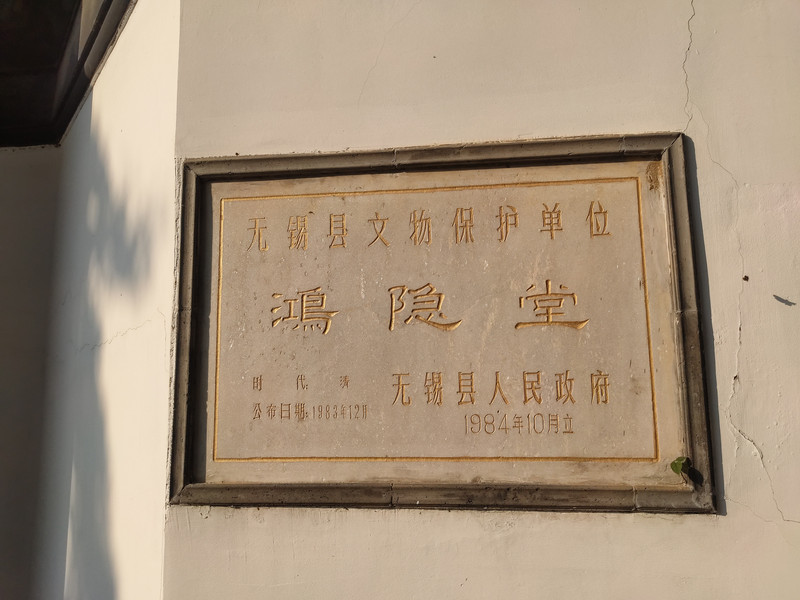 无锡县文物保护单位
鴻隐堂
时代:清
公布日期:1983年12月
无锡县人民政府
1984年10月立